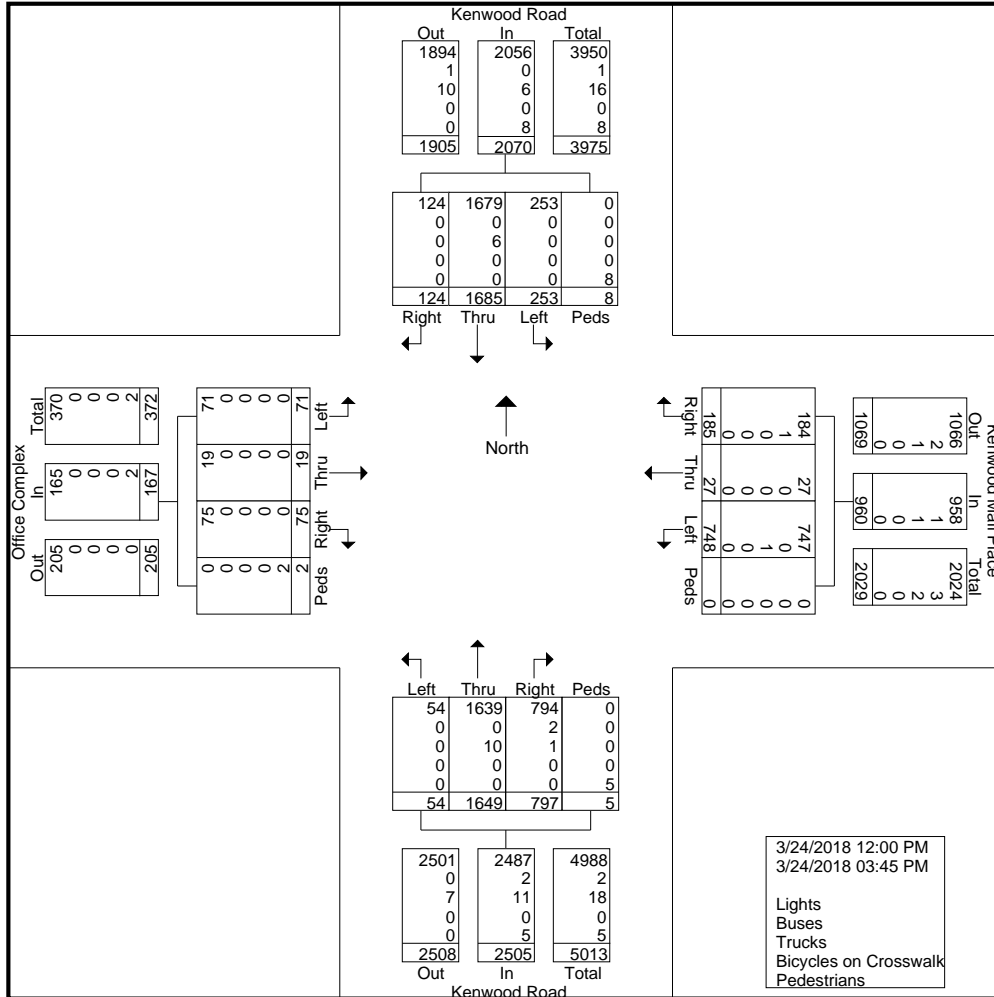 Kenwood Road
Out In Total
1894 2056 3950
1 0 1
10 6 16
0 0 0
0 8 8
1905 2070 3975
124 1679 253 0
0 0 0 0
0 6 0 0
0 0 0 0
0 0 0 8
124 1685 253 8
Right Thru Left Peds
Office Complex
Total
370 0 0 0 2 372
In
165 0 0 0 2 167
Out
205 0 0 0 0 205
71 0 0 0 0 71
Left
19 0 0 0 0 19
Thru
75 0 0 0 0 75
Right
0 0 0 0 2 2
Peds
North
Right
184 0 1 0 0 185
Thru
27 0 0 0 0 27
Left
747 0 1 0 0 748
Peds
0 0 0 0 0 0
Kenwood Mall Place
Out
1066 2 1 0 0 1069
In
958 1 1 0 0 960
Total
2024 3 2 0 0 2029
Left Thru Right Peds
54 1639 794 0
0 0 2 0
0 10 1 0
0 0 0 0
0 0 0 5
54 1649 797 5
2501 2487 4988
0 2 2
7 11 18
0 0 0
0 5 5
2508 2505 5013
Out In Total
Kenwood Road
3/24/2018 12:00 PM
3/24/2018 03:45 PM
Lights
Buses
Trucks
Bicycles on Crosswalk
Pedestrians